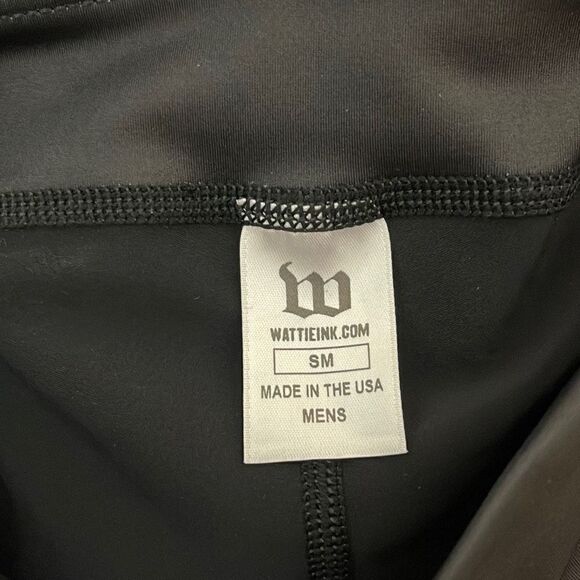 W
WATTIEINK.COM
SM
MADE IN THE USA
MENS